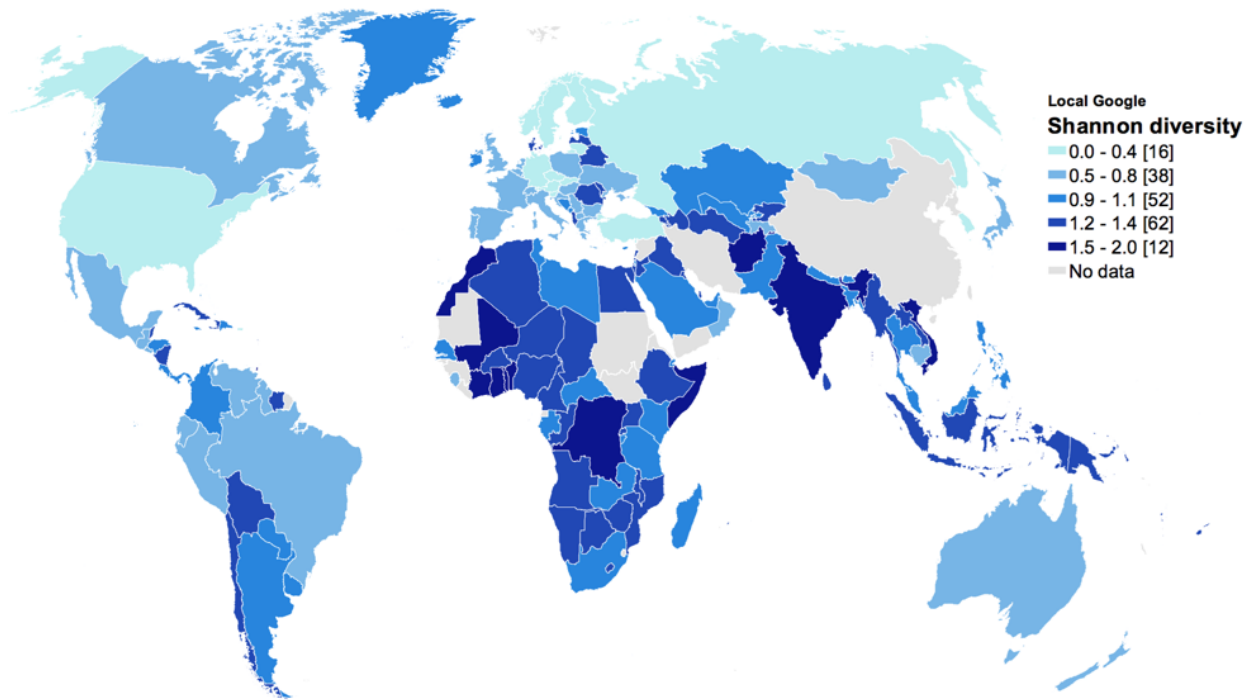 Local Google
Shannon diversity
0.0 - 0.4 [16]
0.5 - 0.8 [38]
0.9 - 1.1 [52]
1.2 - 1.4 [62]
1.5 - 2.0 [12]
No data